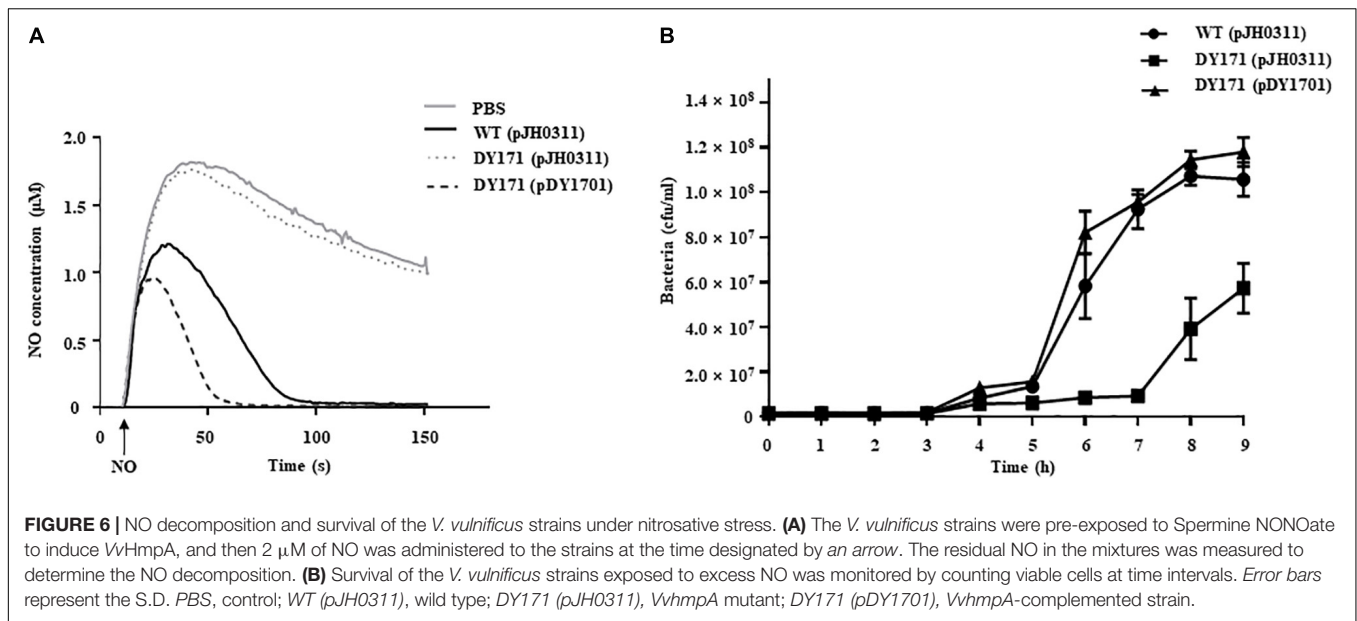 A
PBS
WT (pJH0311)
DY171 (pJH0311)
DY171 (pDY1701)
NO concentration (μM)
2.0
1.5
1.0
0.5
0
0
50
100
150
NO
Time (s)
B
WT (pJH0311)
DY171 (pJH0311)
DY171 (pDY1701)
Bacteria (cfu/ml)
1.4 × 10⁸
1.2 × 10⁸
1.0 × 10⁸
8.0 × 10⁷
6.0 × 10⁷
4.0 × 10⁷
2.0 × 10⁷
0
0 1 2 3 4 5 6 7 8 9
Time (h)
FIGURE 6 | NO decomposition and survival of the V. vulnificus strains under nitrosative stress. (A) The V. vulnificus strains were pre-exposed to Spermine NONOate
to induce VvHmpA, and then 2 μM of NO was administered to the strains at the time designated by an arrow. The residual NO in the mixtures was measured to
determine the NO decomposition. (B) Survival of the V. vulnificus strains exposed to excess NO was monitored by counting viable cells at time intervals. Error bars
represent the S.D. PBS, control; WT (pJH0311), wild type; DY171 (pJH0311), VvhmpA mutant; DY171 (pDY1701), VvhmpA-complemented strain.